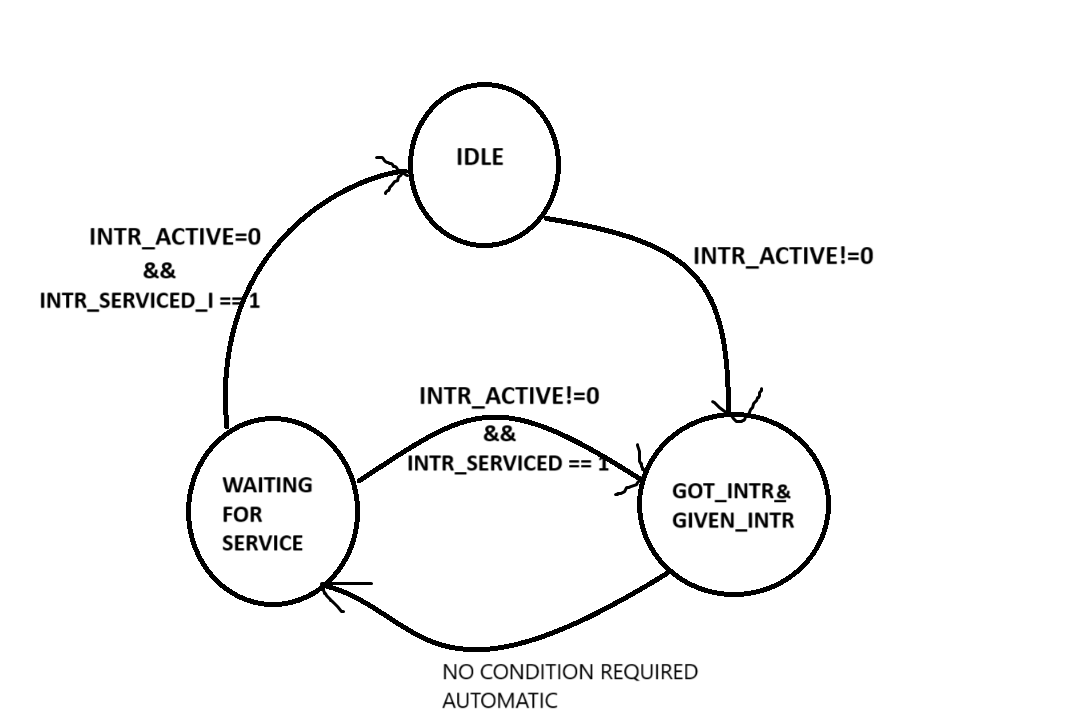 IDLE
INTR_ACTIVE=0
&&
INTR_SERVICED_I == 1
INTR_ACTIVE!=0
INTR_ACTIVE!=0
&&
INTR_SERVICED == 1
WAITING
FOR
SERVICE
GOT_INTR&
GIVEN_INTR
NO CONDITION REQUIRED
AUTOMATIC